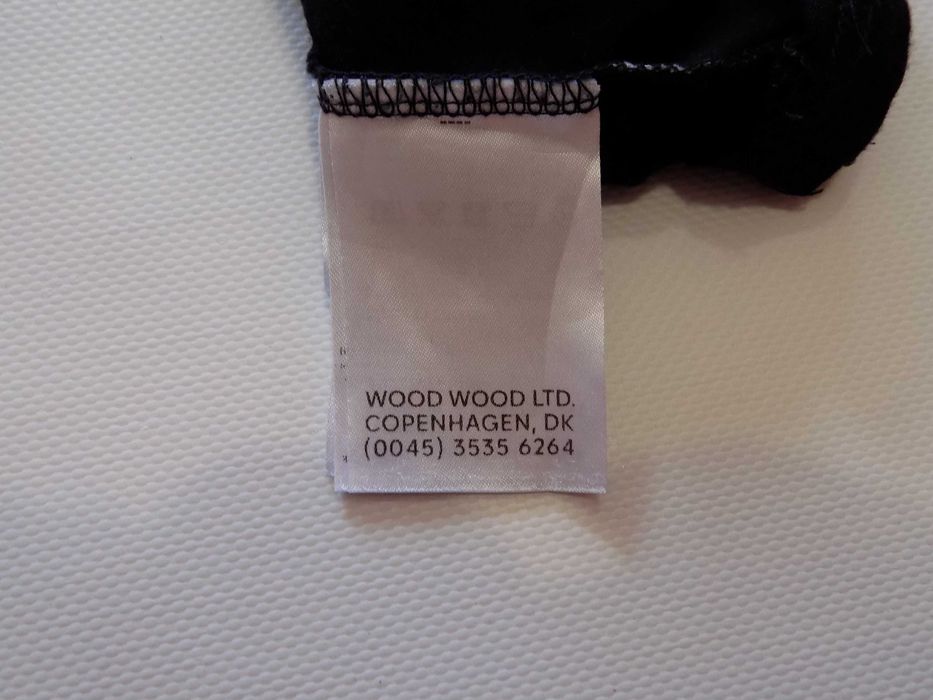 WOOD WOOD LTD.
COPENHAGEN, DK
(0045) 3535 6264